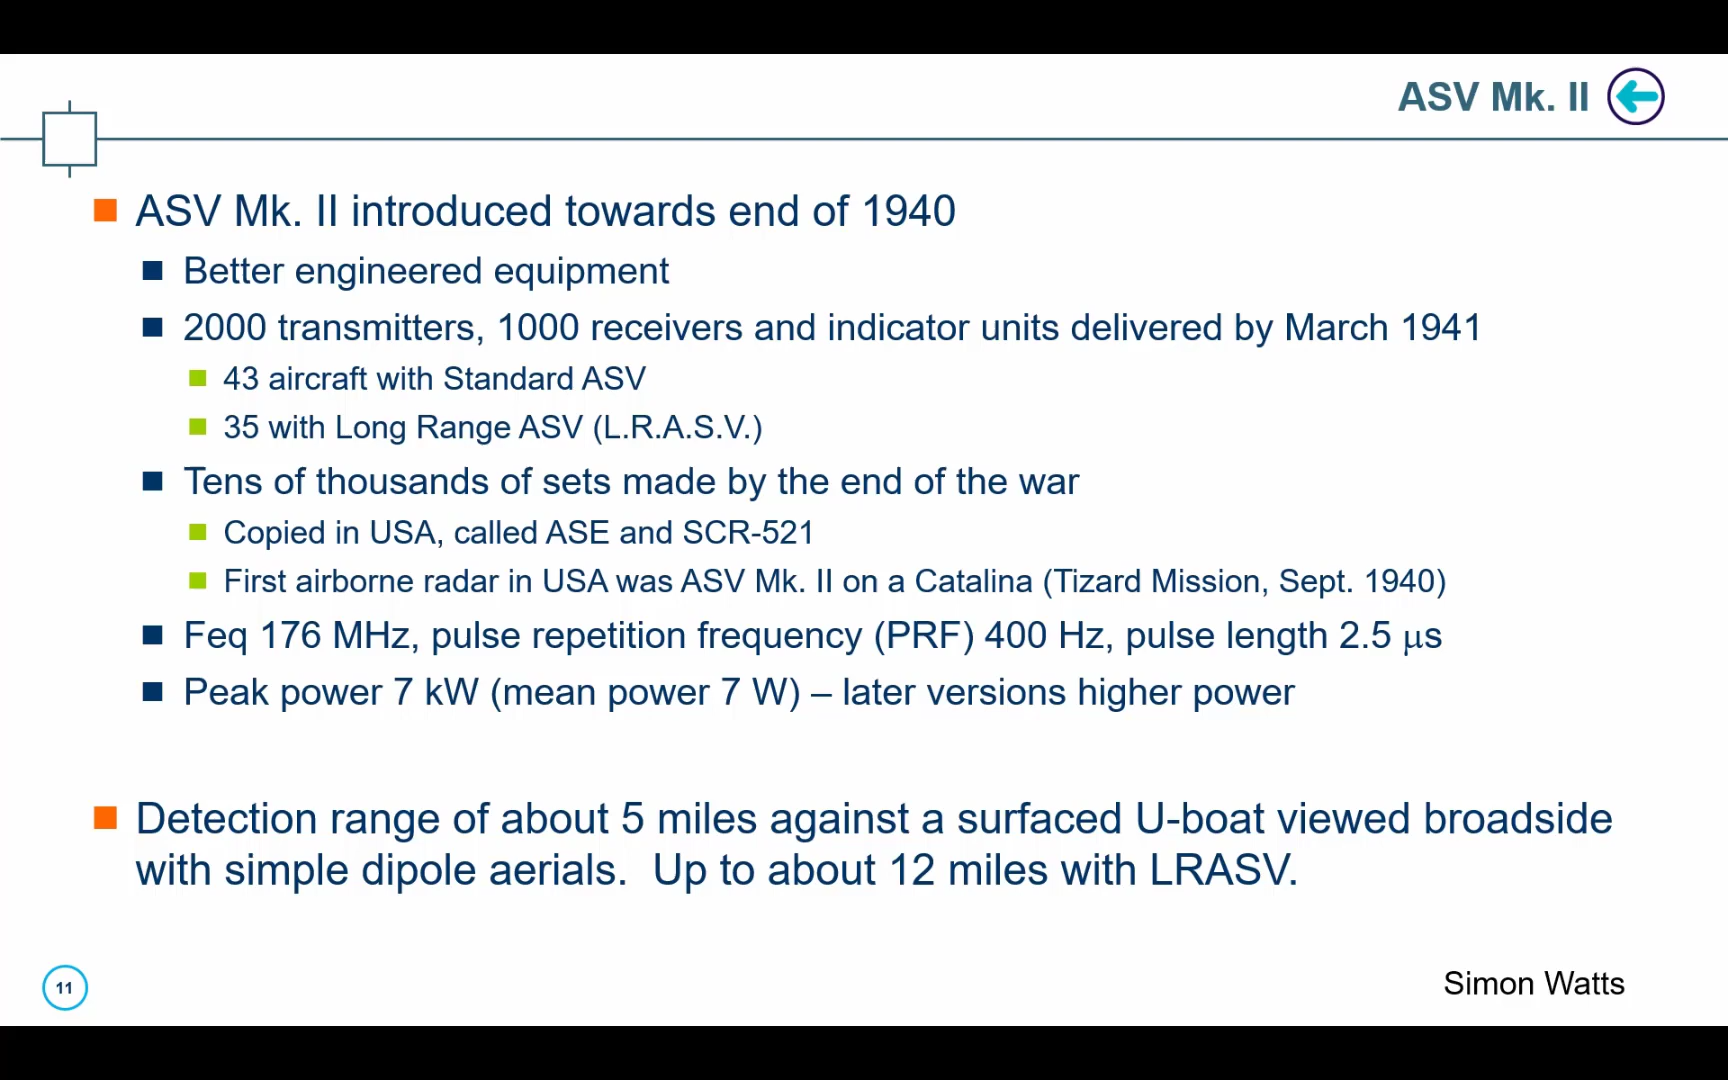 ASV Mk. II
ASV Mk. II introduced towards end of 1940
Better engineered equipment
2000 transmitters, 1000 receivers and indicator units delivered by March 1941
43 aircraft with Standard ASV
35 with Long Range ASV (L.R.A.S.V.)
Tens of thousands of sets made by the end of the war
Copied in USA, called ASE and SCR-521
First airborne radar in USA was ASV Mk. II on a Catalina (Tizard Mission, Sept. 1940)
Feq 176 MHz, pulse repetition frequency (PRF) 400 Hz, pulse length 2.5 μs
Peak power 7 kW (mean power 7 W) – later versions higher power
Detection range of about 5 miles against a surfaced U-boat viewed broadside
with simple dipole aerials.  Up to about 12 miles with LRASV.
11
Simon Watts